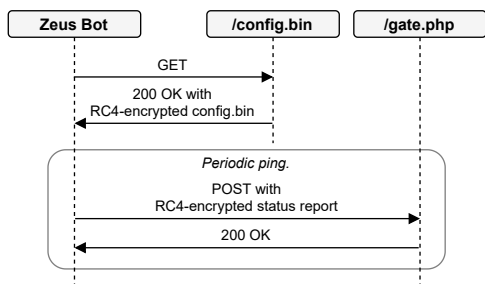 Zeus Bot
/config.bin
/gate.php
GET
200 OK with
RC4-encrypted config.bin
Periodic ping.
POST with
RC4-encrypted status report
200 OK